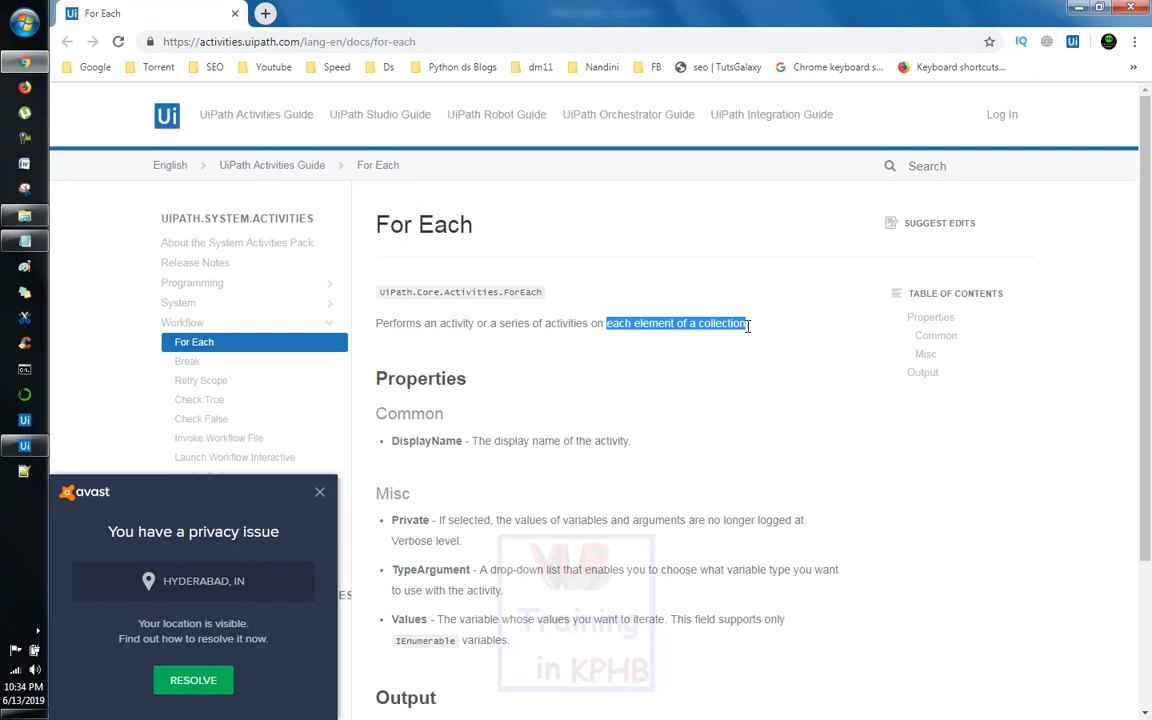 For Each
https://activities.uipath.com/lang-en/docs/for-each
Google
Torrent
SEO
Youtube
Speed
Ds
Python ds Blogs
dm11
Nandini
FB
seo | TutsGalaxy
Chrome keyboard s...
Keyboard shortcuts...
Ui
UiPath Activities Guide
UiPath Studio Guide
UiPath Robot Guide
UiPath Orchestrator Guide
UiPath Integration Guide
Log In
English
UiPath Activities Guide
For Each
Search
UIPATH.SYSTEM.ACTIVITIES
About the System Activities Pack
Release Notes
Programming
System
Workflow
For Each
Break
Retry Scope
Check True
Check False
Invoke Workflow File
Launch Workflow Interactive
For Each
SUGGEST EDITS
UiPath.Core.Activities.ForEach
Performs an activity or a series of activities on each element of a collection
Properties
Common
• DisplayName - The display name of the activity.
Misc
• Private - If selected, the values of variables and arguments are no longer logged at
Verbose level.
• TypeArgument - A drop-down list that enables you to choose what variable type you want
to use with the activity.
• Values - The variable whose values you want to iterate. This field supports only
IEnumerable variables.
Output
TABLE OF CONTENTS
Properties
Common
Misc
Output
avast
You have a privacy issue
HYDERABAD, IN
Your location is visible.
Find out how to resolve it now.
RESOLVE
ES
Training
in KPHB
10:34 PM
6/13/2019